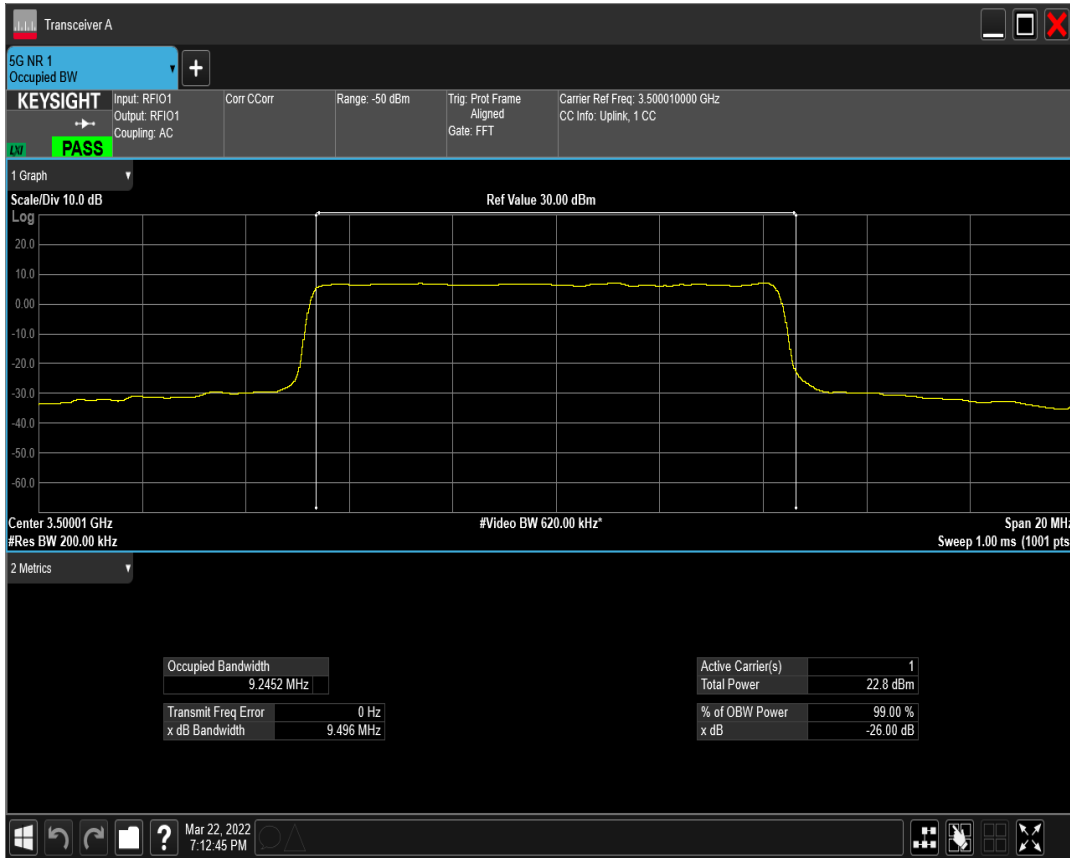 Transceiver A
5G NR 1
Occupied BW
+
KEYSIGHT
LXI
PASS
Input: RFIO1
Output: RFIO1
Coupling: AC
Corr CCorr
Range: -50 dBm
Trig: Prot Frame
Aligned
Gate: FFT
Carrier Ref Freq: 3.500010000 GHz
CC Info: Uplink, 1 CC
1 Graph
Scale/Div 10.0 dB
Ref Value 30.00 dBm
Log
20.0
10.0
0.00
-10.0
-20.0
-30.0
-40.0
-50.0
-60.0
Center 3.50001 GHz
#Video BW 620.00 kHz*
Span 20 MHz
#Res BW 200.00 kHz
Sweep 1.00 ms (1001 pts
2 Metrics
Occupied Bandwidth
9.2452 MHz
Transmit Freq Error 0 Hz
x dB Bandwidth 9.496 MHz
Active Carrier(s) 1
Total Power 22.8 dBm
% of OBW Power 99.00 %
x dB -26.00 dB
?
Mar 22, 2022
7:12:45 PM